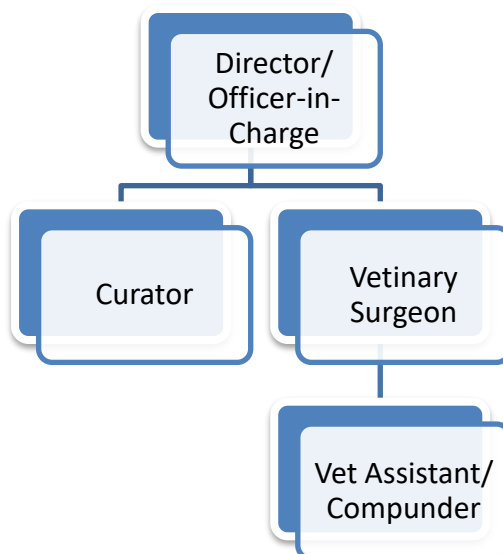 Director/
Officer-in-
Charge
Curator
Vetinary
Surgeon
Vet Assistant/
Compunder